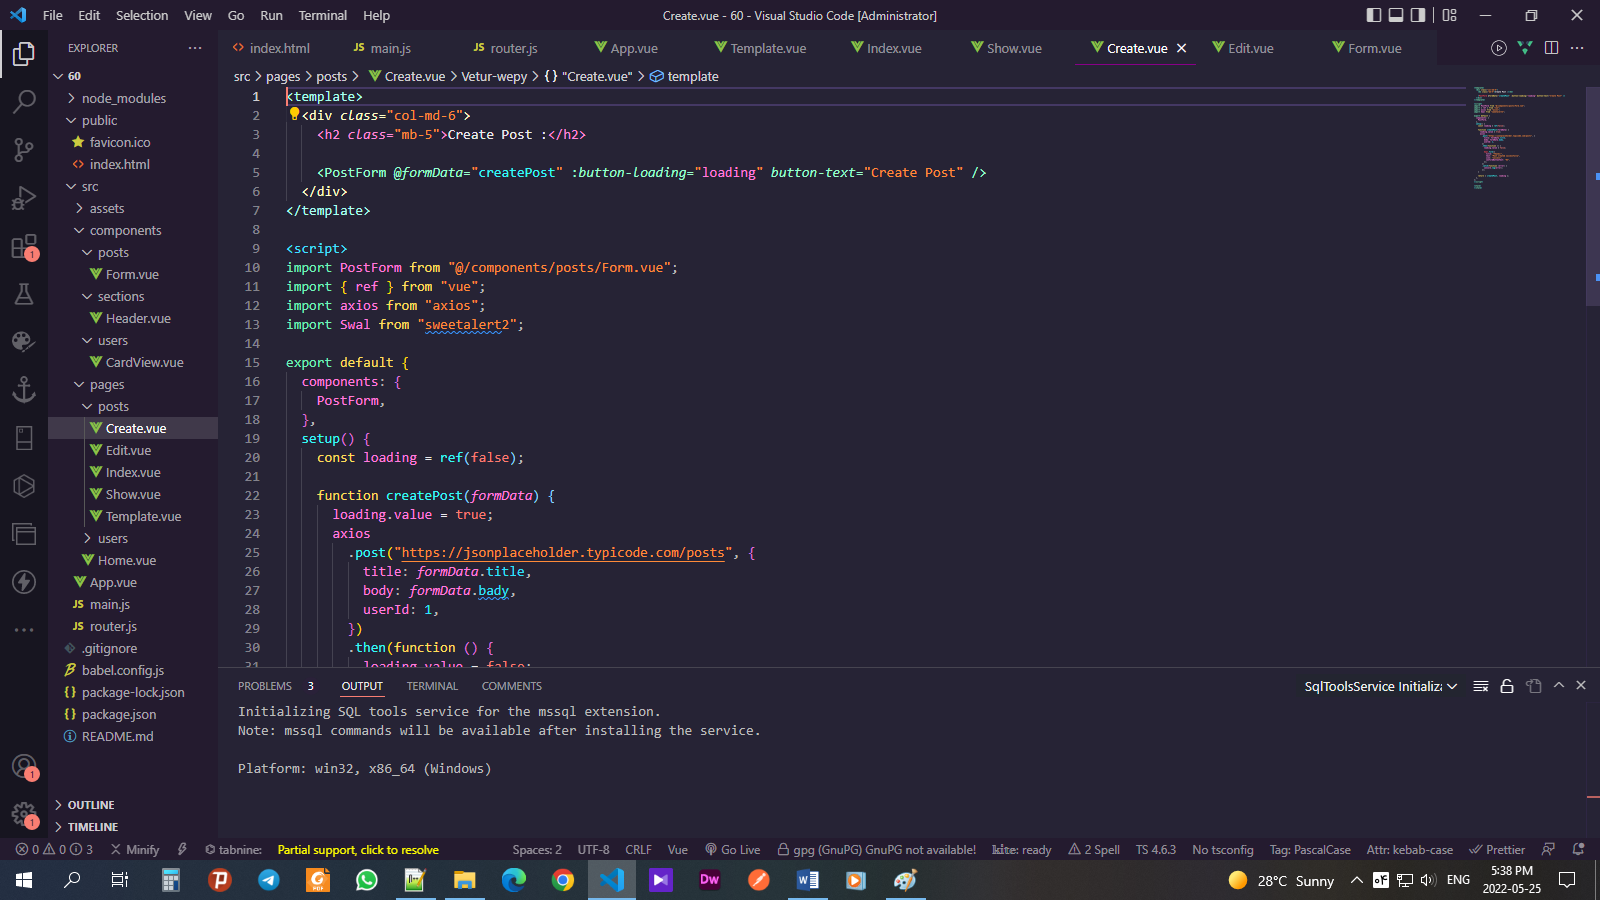 File Edit Selection View Go Run Terminal Help
Create.vue - 60 - Visual Studio Code [Administrator]
EXPLORER
60
node_modules
public
favicon.ico
index.html
src
assets
components
posts
Form.vue
sections
Header.vue
users
CardView.vue
pages
posts
Create.vue
Edit.vue
Index.vue
Show.vue
Template.vue
users
Home.vue
App.vue
JS main.js
JS router.js
.gitignore
babel.config.js
{} package-lock.json
{} package.json
README.md
OUTLINE
TIMELINE
index.html JS main.js JS router.js App.vue Template.vue Index.vue Show.vue Create.vue Edit.vue Form.vue
src > pages > posts > Create.vue > Vetur-wepy > {} "Create.vue" > template
1 <template>
2 <div class="col-md-6">
3 <h2 class="mb-5">Create Post :</h2>
4
5 <PostForm @formData="createPost" :button-loading="loading" button-text="Create Post" />
6 </div>
7 </template>
8
9 <script>
10 import PostForm from "@/components/posts/Form.vue";
11 import { ref } from "vue";
12 import axios from "axios";
13 import Swal from "sweetalert2";
14
15 export default {
16 components: {
17 PostForm,
18 },
19 setup() {
20 const loading = ref(false);
21
22 function createPost(formData) {
23 loading.value = true;
24 axios
25 .post("https://jsonplaceholder.typicode.com/posts", {
26 title: formData.title,
27 body: formData.bady,
28 userId: 1,
29 })
30 .then(function () {
31 loading.value = false;
PROBLEMS 3 OUTPUT TERMINAL COMMENTS
SqlToolsService Initializ
Initializing SQL tools service for the mssql extension.
Note: mssql commands will be available after installing the service.
Platform: win32, x86_64 (Windows)
1
1
1
0 0 3 Minify tabnine: Partial support, click to resolve Spaces: 2 UTF-8 CRLF Vue Go Live gpg (GnuPG) GnuPG not available! kite: ready 2 Spell TS 4.6.3 No tsconfig Tag: PascalCase Attr: kebab-case Prettier
Dw
28°C Sunny ENG
5:38 PM
2022-05-25